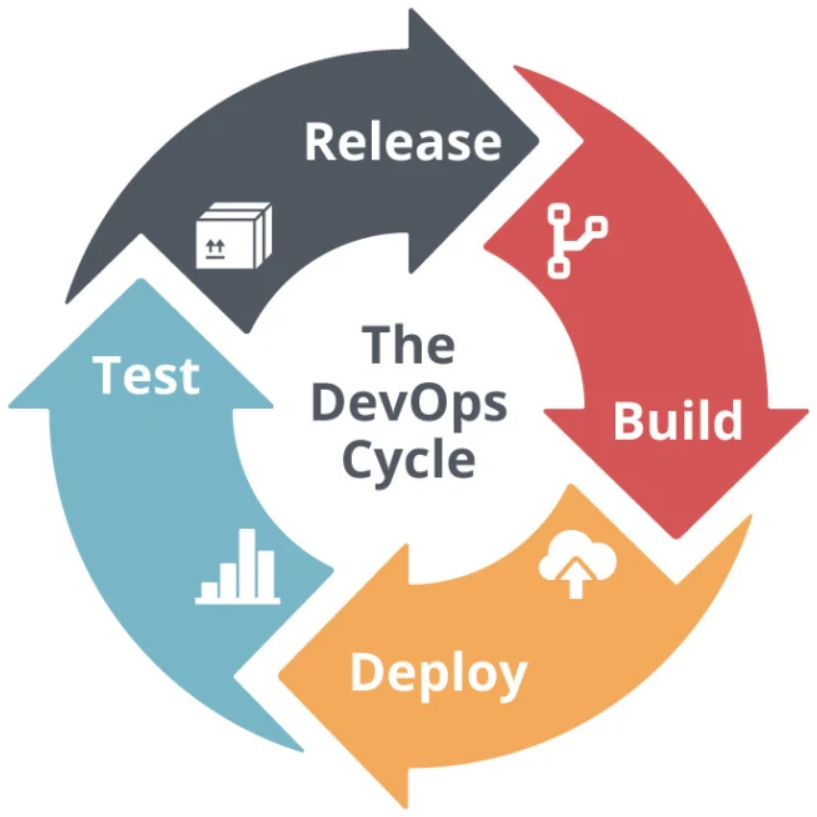 Release
Test
The
DevOps
Cycle
Build
Deploy